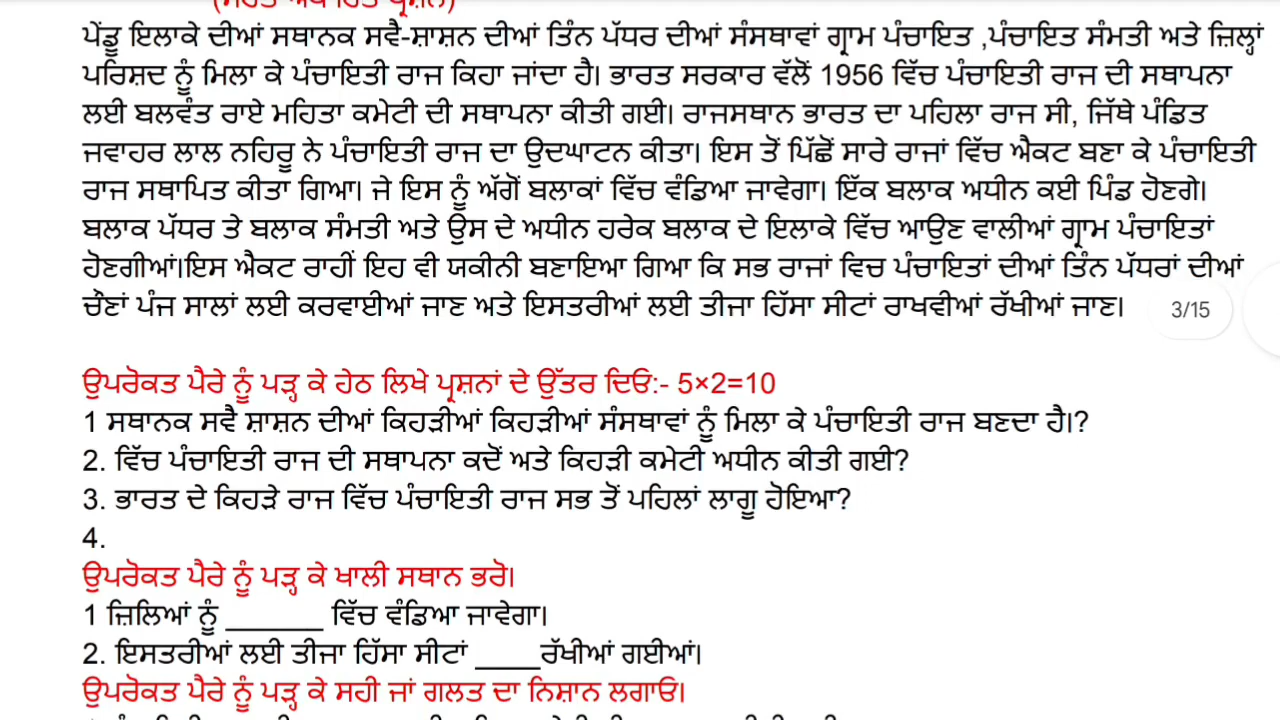 (ਸਰੋਤ ਅਧਾਰਿਤ ਪ੍ਰਸ਼ਨ)
ਪੇਂਡੂ ਇਲਾਕੇ ਦੀਆਂ ਸਥਾਨਕ ਸਵੈ-ਸ਼ਾਸ਼ਨ ਦੀਆਂ ਤਿੰਨ ਪੱਧਰ ਦੀਆਂ ਸੰਸਥਾਵਾਂ ਗ੍ਰਾਮ ਪੰਚਾਇਤ ,ਪੰਚਾਇਤ ਸੰਮਤੀ ਅਤੇ ਜ਼ਿਲ੍ਹਾਂ
ਪਰਿਸ਼ਦ ਨੂੰ ਮਿਲਾ ਕੇ ਪੰਚਾਇਤੀ ਰਾਜ ਕਿਹਾ ਜਾਂਦਾ ਹੈ। ਭਾਰਤ ਸਰਕਾਰ ਵੱਲੋਂ 1956 ਵਿੱਚ ਪੰਚਾਇਤੀ ਰਾਜ ਦੀ ਸਥਾਪਨਾ
ਲਈ ਬਲਵੰਤ ਰਾਏ ਮਹਿਤਾ ਕਮੇਟੀ ਦੀ ਸਥਾਪਨਾ ਕੀਤੀ ਗਈ। ਰਾਜਸਥਾਨ ਭਾਰਤ ਦਾ ਪਹਿਲਾ ਰਾਜ ਸੀ, ਜਿੱਥੇ ਪੰਡਿਤ
ਜਵਾਹਰ ਲਾਲ ਨਹਿਰੂ ਨੇ ਪੰਚਾਇਤੀ ਰਾਜ ਦਾ ਉਦਘਾਟਨ ਕੀਤਾ। ਇਸ ਤੋਂ ਪਿੱਛੋਂ ਸਾਰੇ ਰਾਜਾਂ ਵਿੱਚ ਐਕਟ ਬਣਾ ਕੇ ਪੰਚਾਇਤੀ
ਰਾਜ ਸਥਾਪਿਤ ਕੀਤਾ ਗਿਆ। ਜੇ ਇਸ ਨੂੰ ਅੱਗੋਂ ਬਲਾਕਾਂ ਵਿੱਚ ਵੰਡਿਆ ਜਾਵੇਗਾ। ਇੱਕ ਬਲਾਕ ਅਧੀਨ ਕਈ ਪਿੰਡ ਹੋਣਗੇ।
ਬਲਾਕ ਪੱਧਰ ਤੇ ਬਲਾਕ ਸੰਮਤੀ ਅਤੇ ਉਸ ਦੇ ਅਧੀਨ ਹਰੇਕ ਬਲਾਕ ਦੇ ਇਲਾਕੇ ਵਿੱਚ ਆਉਣ ਵਾਲੀਆਂ ਗ੍ਰਾਮ ਪੰਚਾਇਤਾਂ
ਹੋਣਗੀਆਂ।ਇਸ ਐਕਟ ਰਾਹੀਂ ਇਹ ਵੀ ਯਕੀਨੀ ਬਣਾਇਆ ਗਿਆ ਕਿ ਸਭ ਰਾਜਾਂ ਵਿਚ ਪੰਚਾਇਤਾਂ ਦੀਆਂ ਤਿੰਨ ਪੱਧਰਾਂ ਦੀਆਂ
ਚੋਣਾਂ ਪੰਜ ਸਾਲਾਂ ਲਈ ਕਰਵਾਈਆਂ ਜਾਣ ਅਤੇ ਇਸਤਰੀਆਂ ਲਈ ਤੀਜਾ ਹਿੱਸਾ ਸੀਟਾਂ ਰਾਖਵੀਆਂ ਰੱਖੀਆਂ ਜਾਣ।
3/15
ਉਪਰੋਕਤ ਪੈਰੇ ਨੂੰ ਪੜ੍ਹ ਕੇ ਹੇਠ ਲਿਖੇ ਪ੍ਰਸ਼ਨਾਂ ਦੇ ਉੱਤਰ ਦਿਓ:- 5×2=10
1 ਸਥਾਨਕ ਸਵੈ ਸ਼ਾਸ਼ਨ ਦੀਆਂ ਕਿਹੜੀਆਂ ਕਿਹੜੀਆਂ ਸੰਸਥਾਵਾਂ ਨੂੰ ਮਿਲਾ ਕੇ ਪੰਚਾਇਤੀ ਰਾਜ ਬਣਦਾ ਹੈ।?
2. ਵਿੱਚ ਪੰਚਾਇਤੀ ਰਾਜ ਦੀ ਸਥਾਪਨਾ ਕਦੋਂ ਅਤੇ ਕਿਹੜੀ ਕਮੇਟੀ ਅਧੀਨ ਕੀਤੀ ਗਈ?
3. ਭਾਰਤ ਦੇ ਕਿਹੜੇ ਰਾਜ ਵਿੱਚ ਪੰਚਾਇਤੀ ਰਾਜ ਸਭ ਤੋਂ ਪਹਿਲਾਂ ਲਾਗੂ ਹੋਇਆ?
4.
ਉਪਰੋਕਤ ਪੈਰੇ ਨੂੰ ਪੜ੍ਹ ਕੇ ਖਾਲੀ ਸਥਾਨ ਭਰੋ।
1 ਜ਼ਿਲਿਆਂ ਨੂੰ ______ ਵਿੱਚ ਵੰਡਿਆ ਜਾਵੇਗਾ।
2. ਇਸਤਰੀਆਂ ਲਈ ਤੀਜਾ ਹਿੱਸਾ ਸੀਟਾਂ ____ਰੱਖੀਆਂ ਗਈਆਂ।
ਉਪਰੋਕਤ ਪੈਰੇ ਨੂੰ ਪੜ੍ਹ ਕੇ ਸਹੀ ਜਾਂ ਗਲਤ ਦਾ ਨਿਸ਼ਾਨ ਲਗਾਓ।